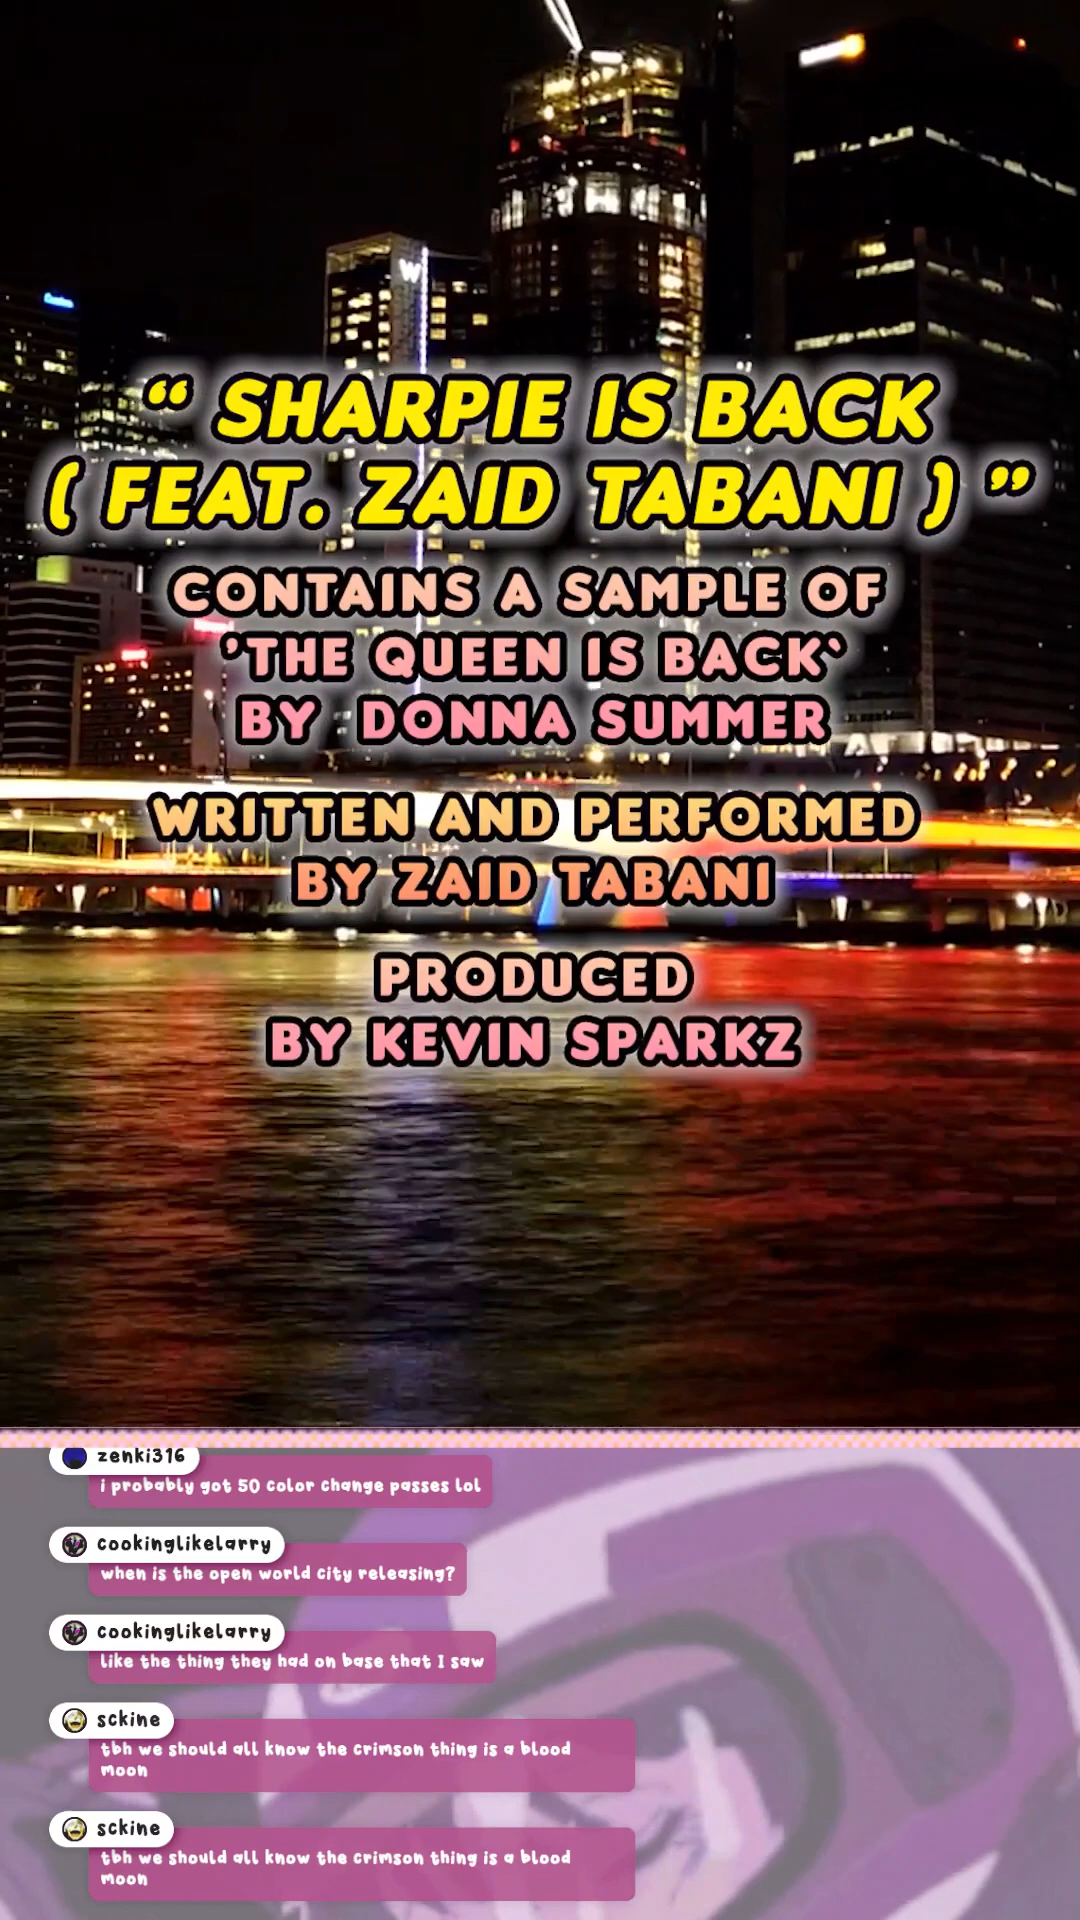 W
“ SHARPIE IS BACK
( FEAT. ZAID TABANI ) ”
CONTAINS A SAMPLE OF
’THE QUEEN IS BACK‘
BY DONNA SUMMER
WRITTEN AND PERFORMED
BY ZAID TABANI
PRODUCED
BY KEVIN SPARKZ
zenki316
i probably got 50 color change passes lol
cookinglikelarry
when is the open world city releasing?
cookinglikelarry
like the thing they had on base that I saw
sckine
tbh we should all know the crimson thing is a blood
moon
sckine
tbh we should all know the crimson thing is a blood
moon